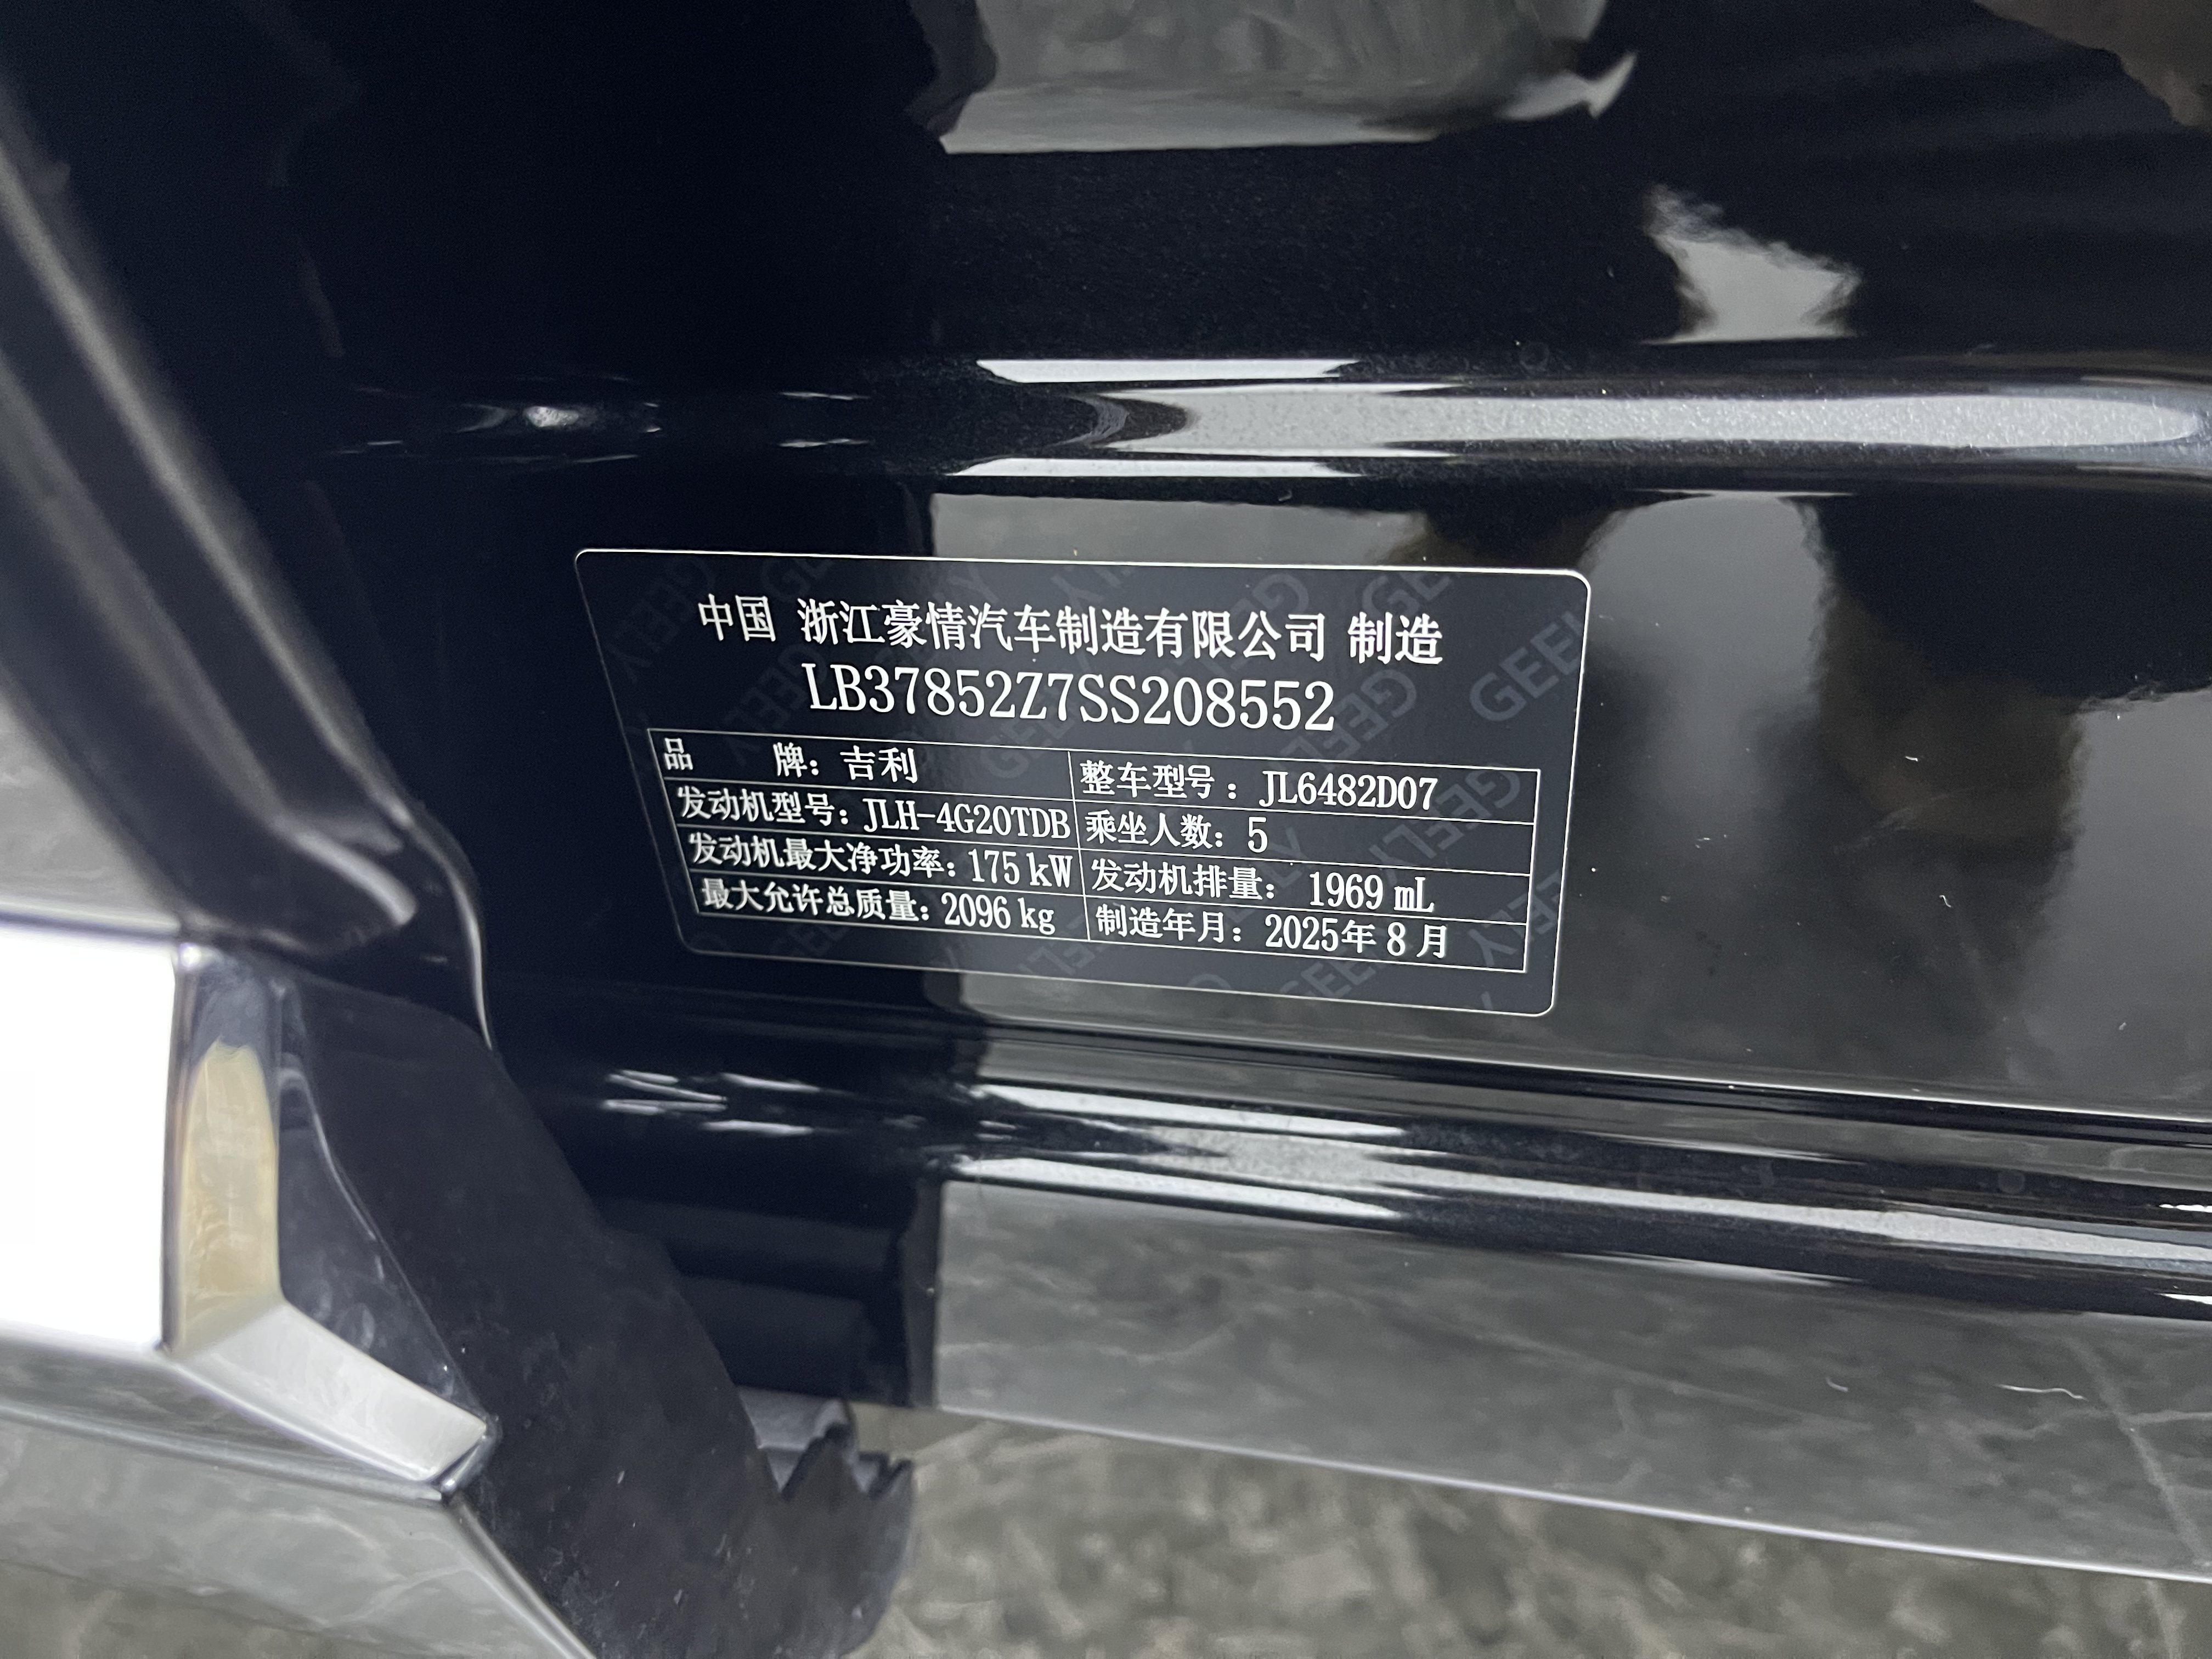 中国 浙江豪情汽车制造有限公司 制造
LB37852Z7SS208552
品 牌：吉利 整车型号：JL6482D07
发动机型号：JLH-4G20TDB 乘坐人数：5
发动机最大净功率：175 kW 发动机排量：1969 mL
最大允许总质量：2096 kg 制造年月：2025年 8 月
GEELY